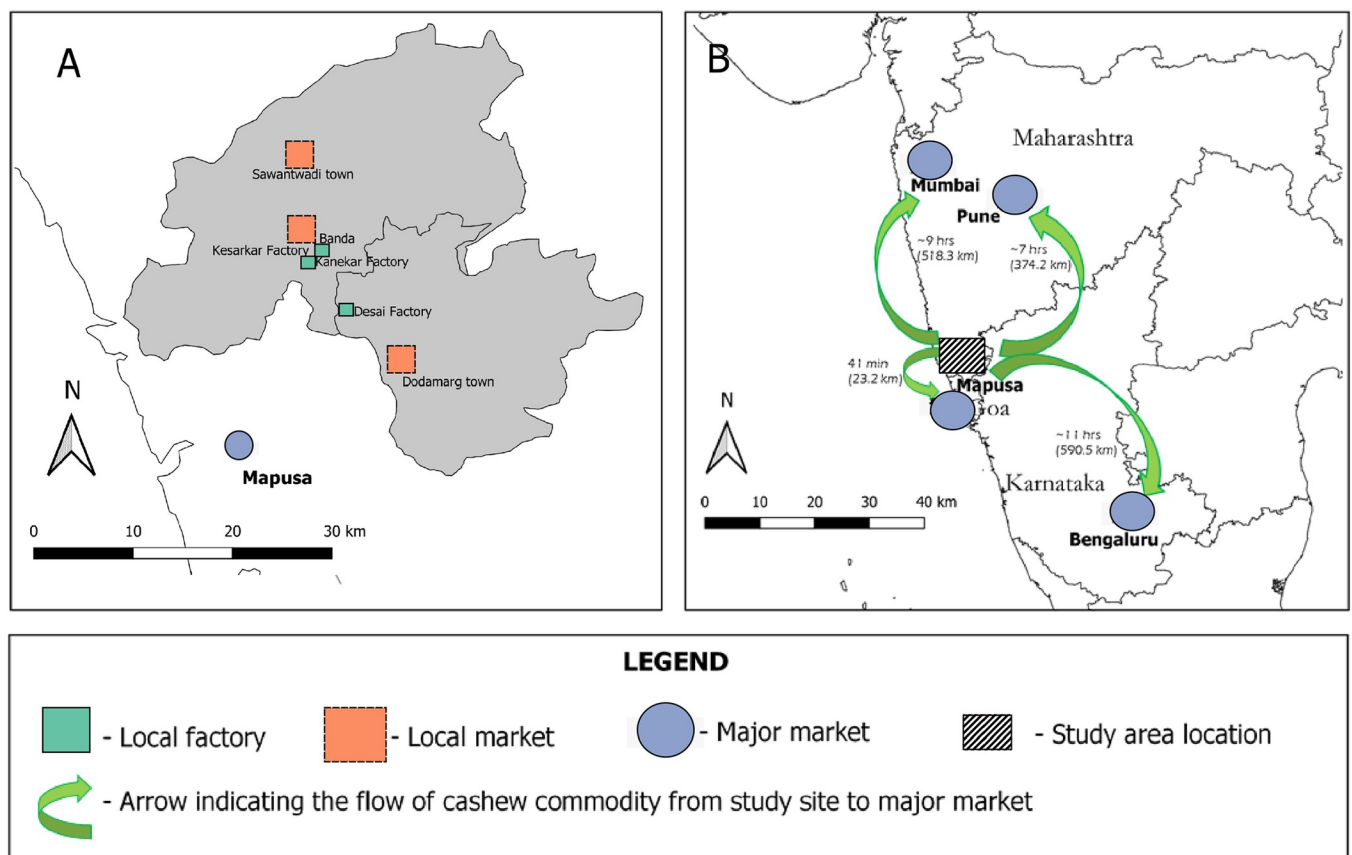 A
Sawantwadi town
Banda
Kesarkar Factory
Kanekar Factory
Desai Factory
Dodamarg town
N
Mapusa
0 10 20 30 km
B
Maharashtra
Mumbai
Pune
~9 hrs
(518.3 km)
~7 hrs
(374.2 km)
41 min
(23.2 km)
Mapusa
oa
N
~11 hrs
(590.5 km)
Karnataka
0 10 20 30 40 km
Bengaluru
LEGEND
- Local factory
- Local market
- Major market
- Study area location
- Arrow indicating the flow of cashew commodity from study site to major market